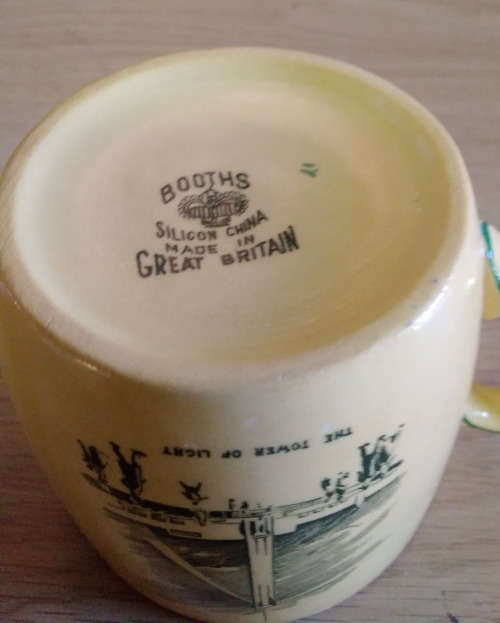 BOOTHS
SILICON CHINA
MADE IN
GREAT BRITAIN
THE TOWER OF LIGHT